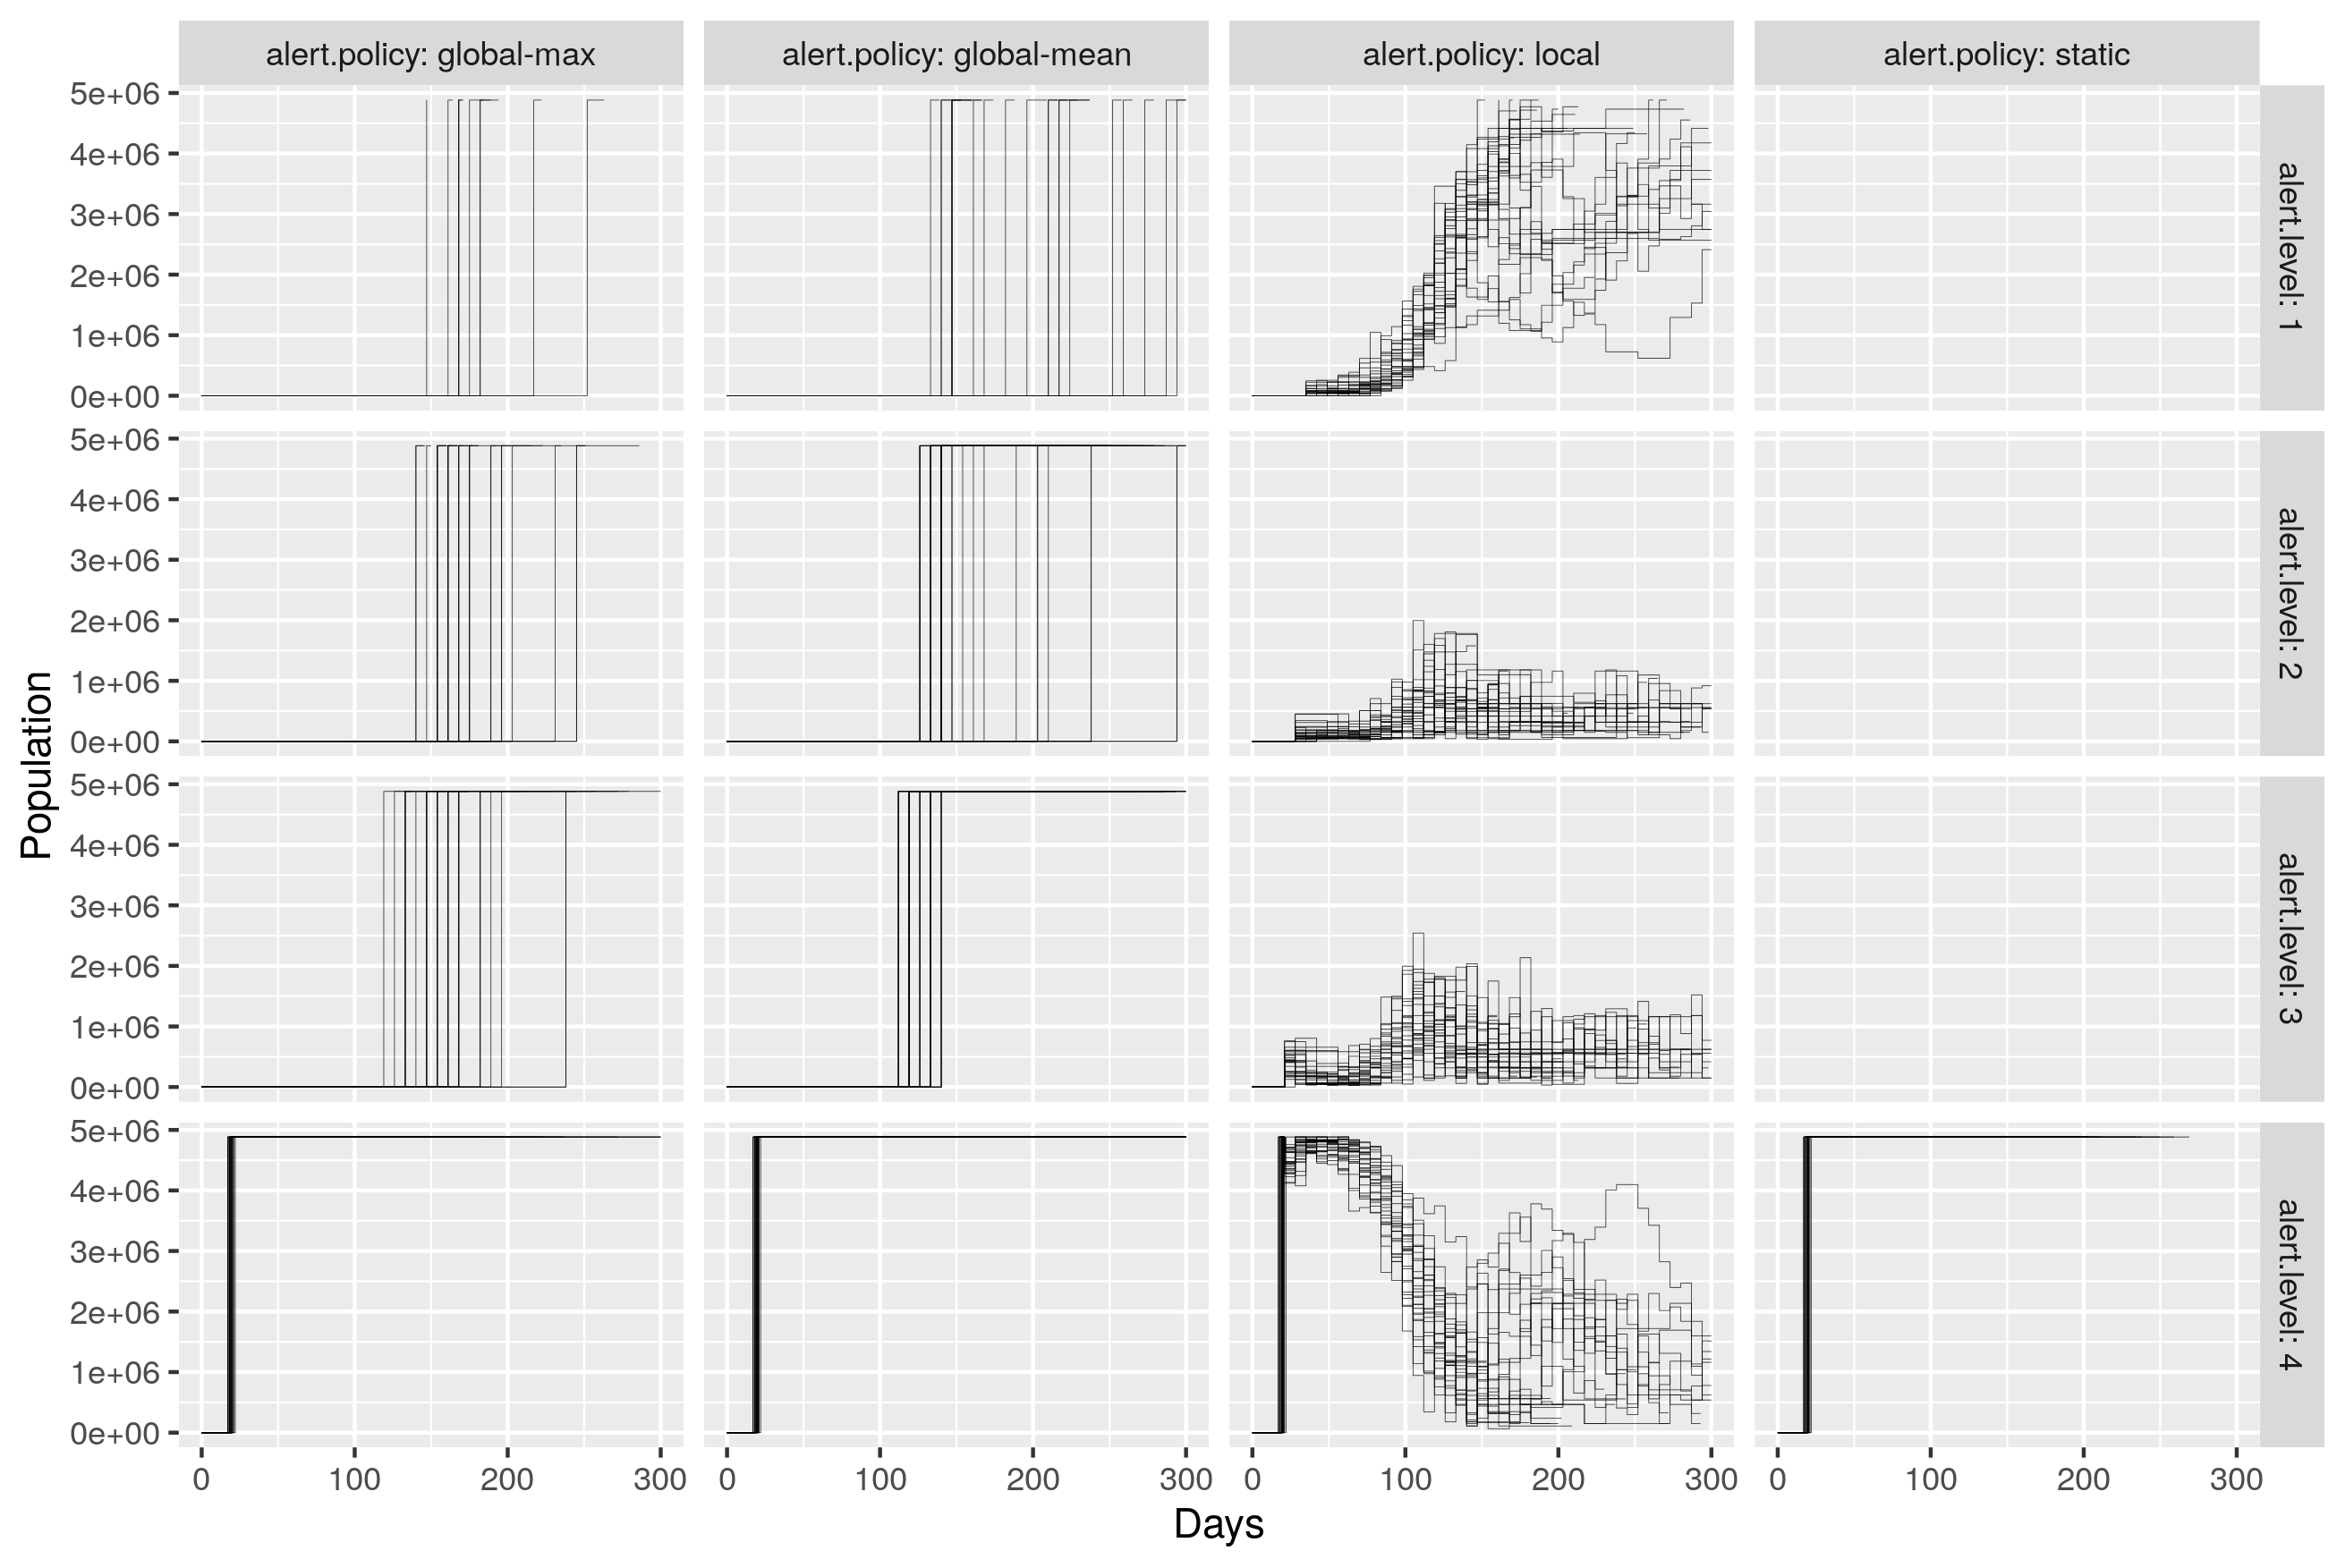 alert.policy: global-max
alert.policy: global-mean
alert.policy: local
alert.policy: static
Population
5e+06
4e+06
3e+06
2e+06
1e+06
0e+00
alert.level: 1
5e+06
4e+06
3e+06
2e+06
1e+06
0e+00
alert.level: 2
5e+06
4e+06
3e+06
2e+06
1e+06
0e+00
alert.level: 3
5e+06
4e+06
3e+06
2e+06
1e+06
0e+00
alert.level: 4
0 100 200 300
0 100 200 300
0 100 200 300
0 100 200 300
Days